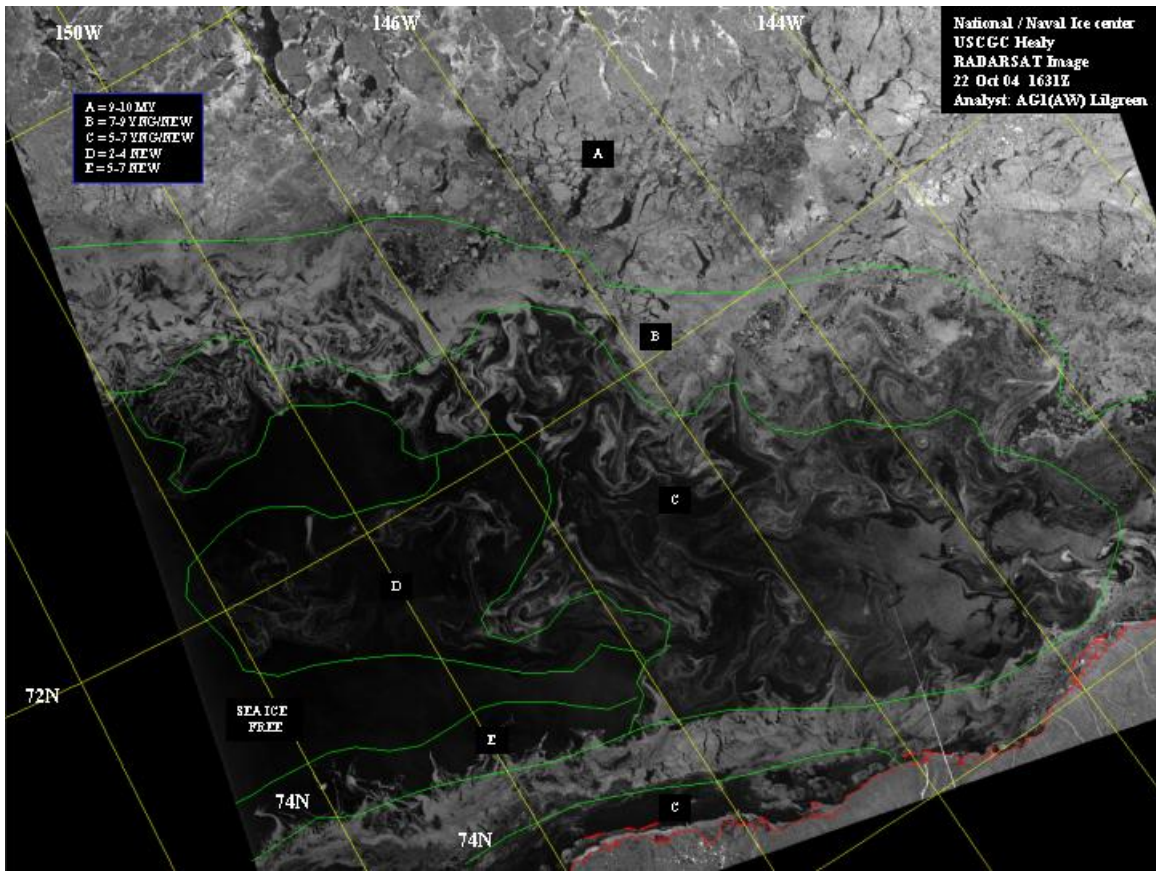 150W
146W
144W
National / Naval Ice center
USCGC Healy
RADARSAT Image
22 Oct 04 1631Z
Analyst: AG1(AW) Lilgreen
A = 9-10 MY
B = 7-9 YNG/NEW
C = 5-7 YNG/NEW
D = 2-4 NEW
E = 5-7 NEW
A
B
C
D
72N
SEA ICE
FREE
E
74N
C
74N